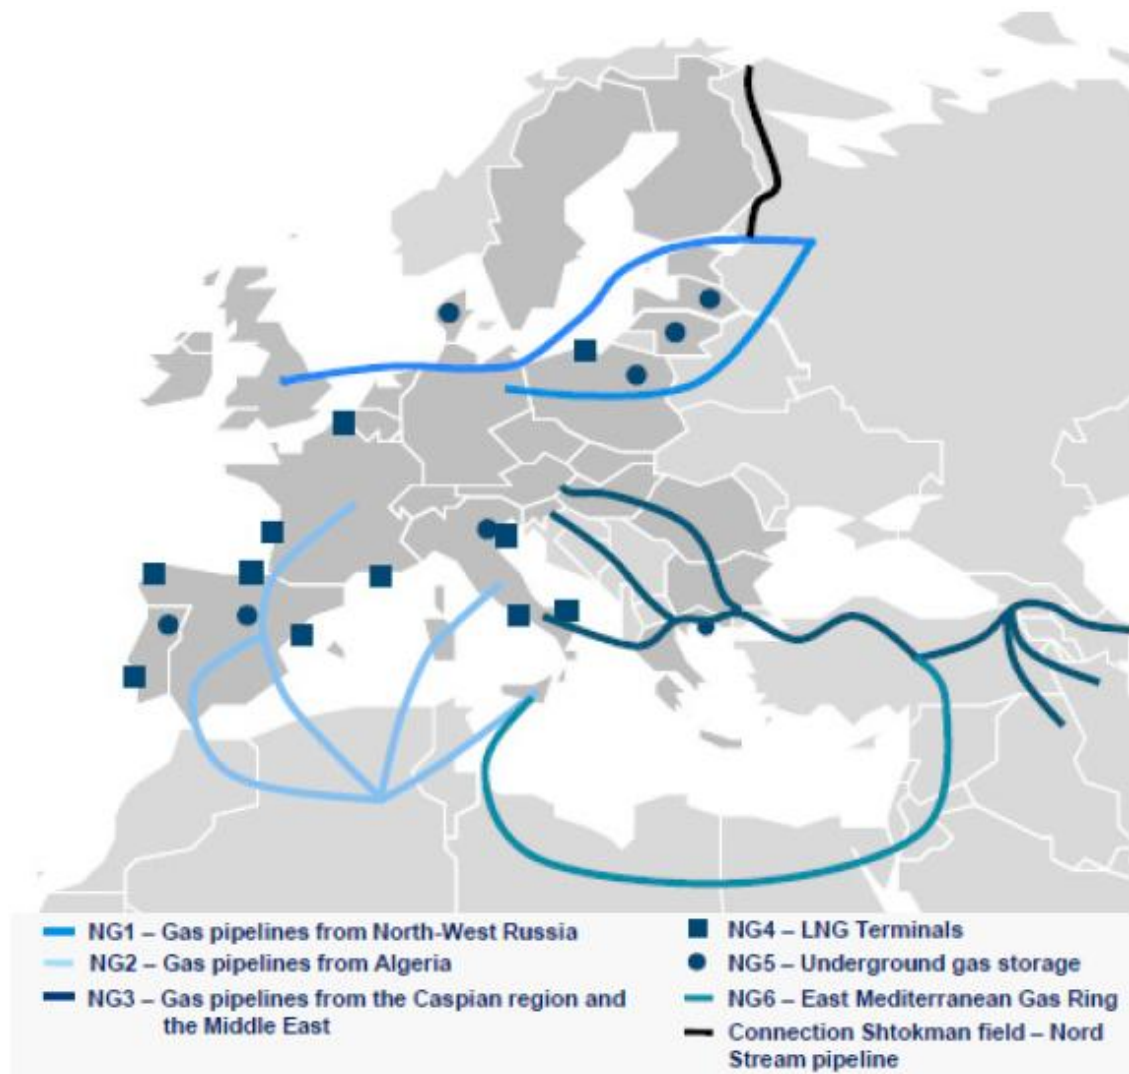 NG1 – Gas pipelines from North-West Russia
NG2 – Gas pipelines from Algeria
NG3 – Gas pipelines from the Caspian region and
the Middle East
NG4 – LNG Terminals
NG5 – Underground gas storage
NG6 – East Mediterranean Gas Ring
Connection Shtokman field – Nord
Stream pipeline